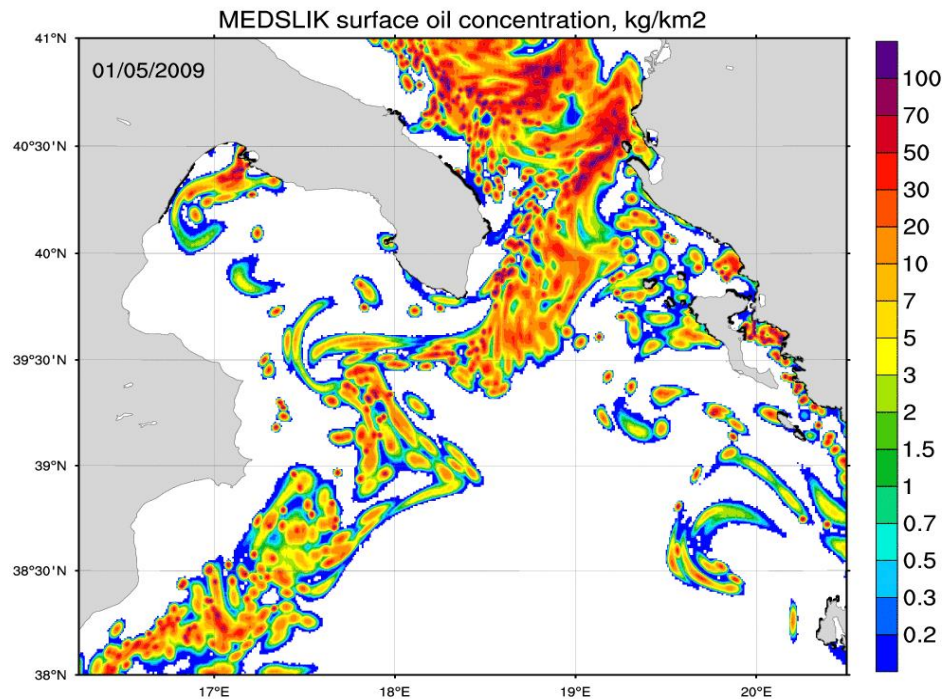 MEDSLIK surface oil concentration, kg/km2
01/05/2009
41°N
40°30'N
40°N
39°30'N
39°N
38°30'N
38°N
17°E
18°E
19°E
20°E
100
70
50
30
20
10
7
5
3
2
1.5
1
0.7
0.5
0.3
0.2